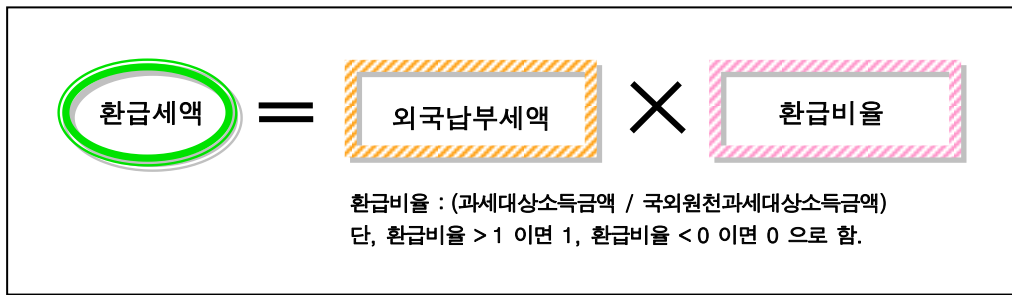 환급세액 = 외국납부세액 × 환급비율
환급비율 : (과세대상소득금액 / 국외원천과세대상소득금액)
단, 환급비율 > 1 이면 1, 환급비율 < 0 이면 0 으로 함.